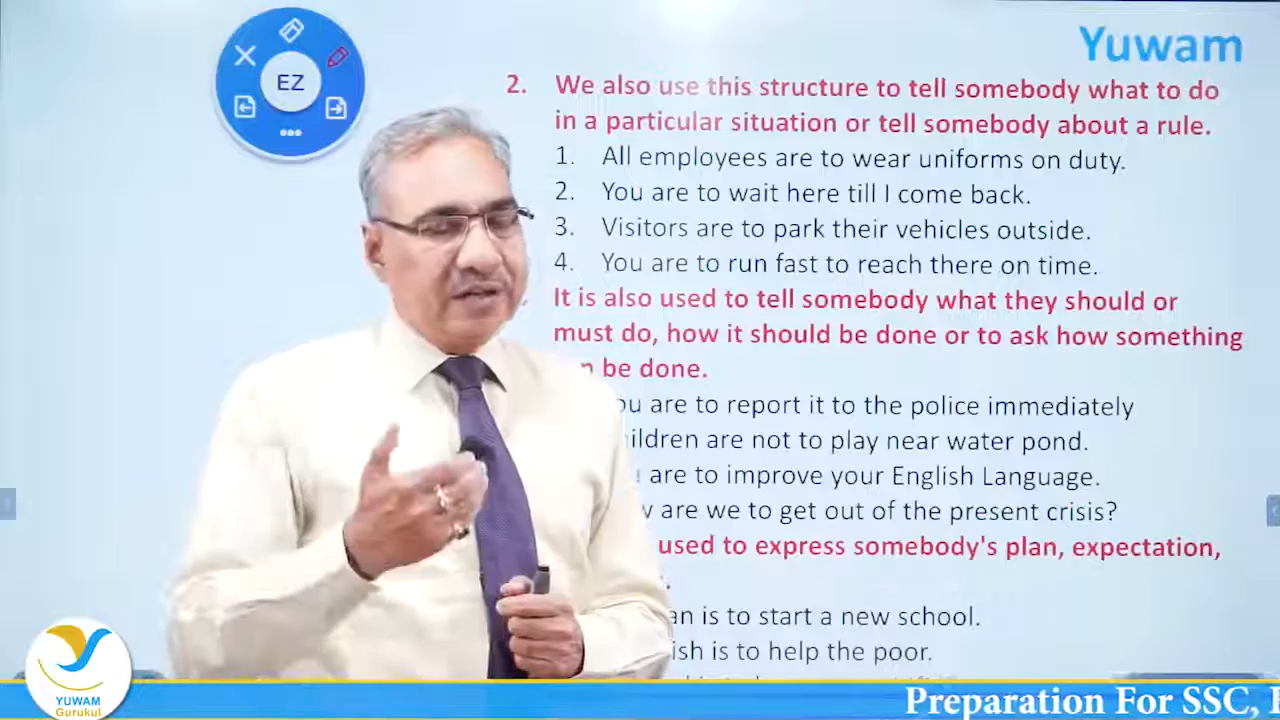 EZ
Yuwam
2. We also use this structure to tell somebody what to do
in a particular situation or tell somebody about a rule.
1. All employees are to wear uniforms on duty.
2. You are to wait here till I come back.
3. Visitors are to park their vehicles outside.
4. You are to run fast to reach there on time.
It is also used to tell somebody what they should or
must do, how it should be done or to ask how something
be done.
are to report it to the police immediately
are not to play near water pond.
are to improve your English Language.
are we to get out of the present crisis?
used to express somebody's plan, expectation,
is to start a new school.
is to help the poor.
YUWAM
Gurukul
Preparation For SSC,